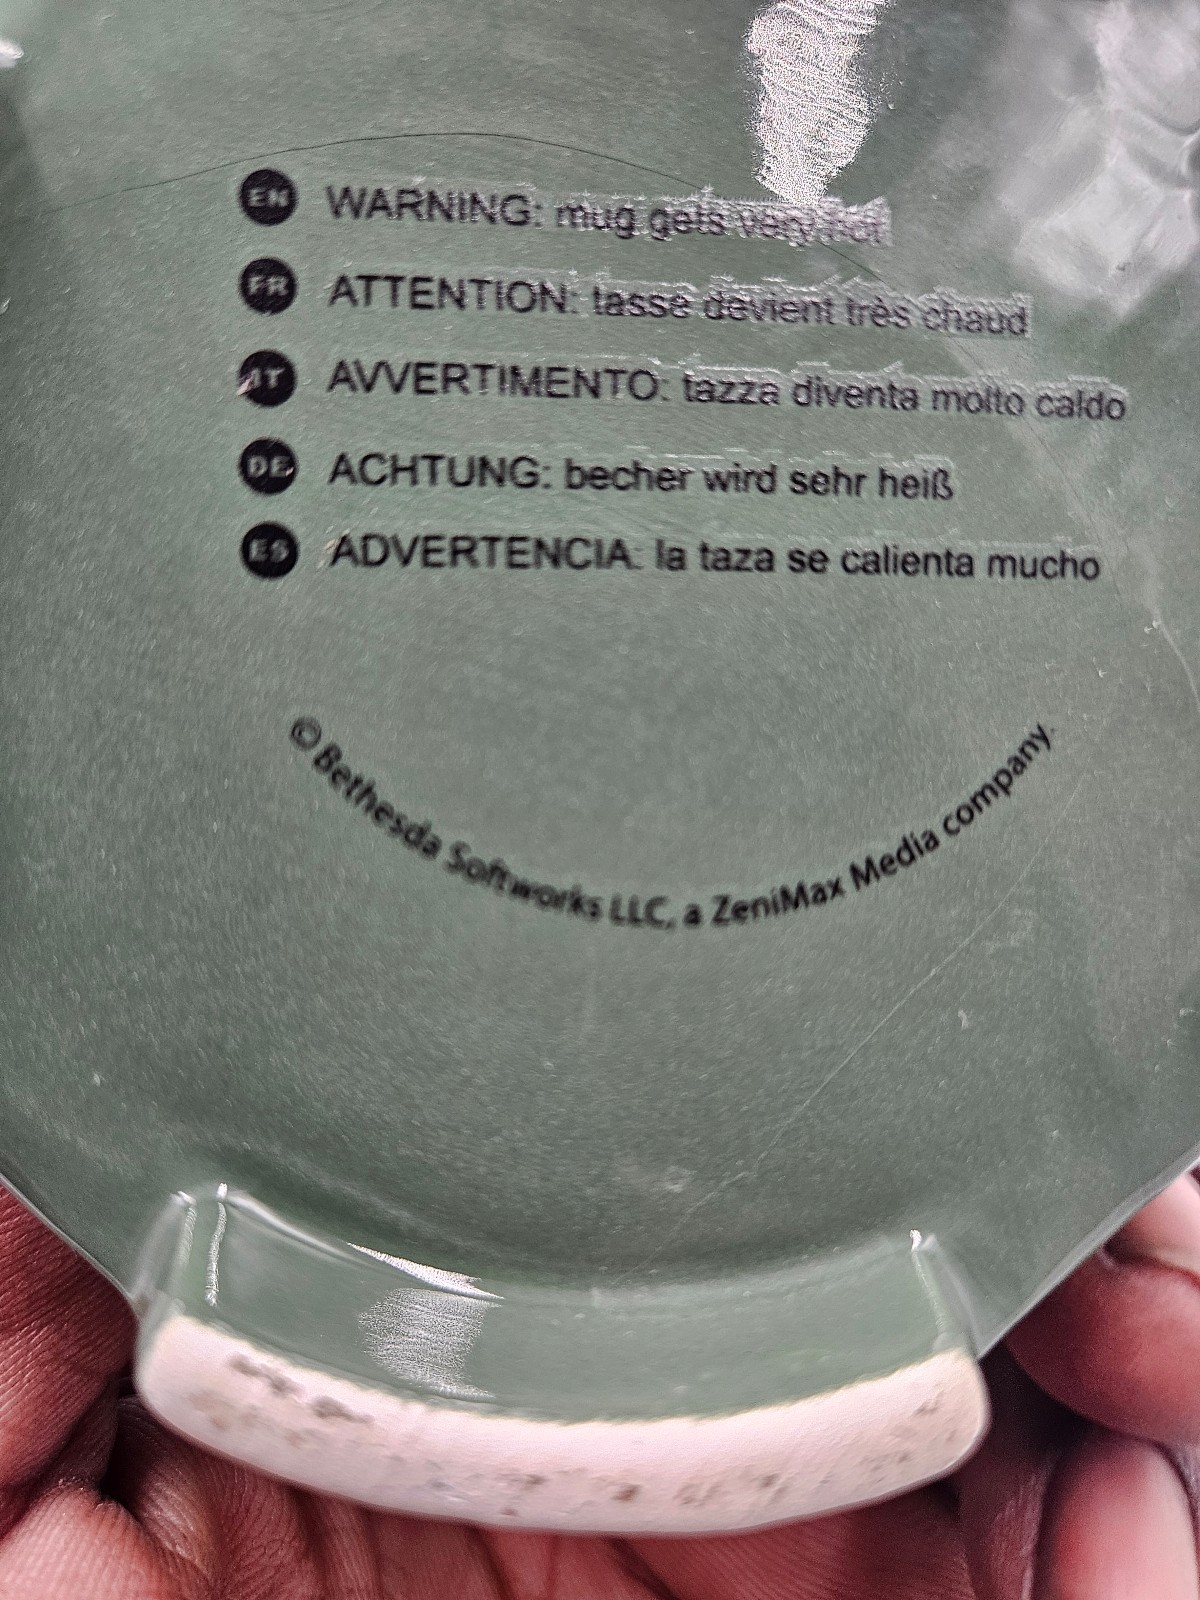 EN WARNING: mug gets very hot
FR ATTENTION: tasse devient très chaud
IT AVVERTIMENTO: tazza diventa molto caldo
DE ACHTUNG: becher wird sehr heiß
ES ADVERTENCIA: la taza se calienta mucho
© Bethesda Softworks LLC, a ZeniMax Media company.